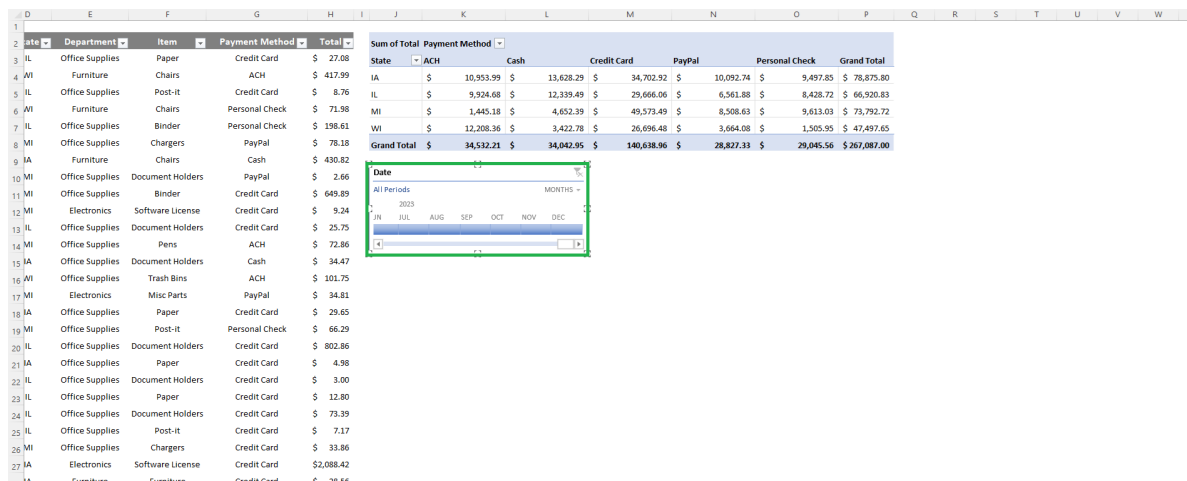 D E F G H I J K L M N O P Q R S T U V W
1
2 tate Department Item Payment Method Total Sum of Total Payment Method
3 IL Office Supplies Paper Credit Card $ 27.08 State ACH Cash Credit Card PayPal Personal Check Grand Total
4 WI Furniture Chairs ACH $ 417.99 IA $ 10,953.99 $ 13,628.29 $ 34,702.92 $ 10,092.74 $ 9,497.85 $ 78,875.80
5 IL Office Supplies Post-it Credit Card $ 8.76 IL $ 9,924.68 $ 12,339.49 $ 29,666.06 $ 6,561.88 $ 8,428.72 $ 66,920.83
6 WI Furniture Chairs Personal Check $ 71.98 MI $ 1,445.18 $ 4,652.39 $ 49,573.49 $ 8,508.63 $ 9,613.03 $ 73,792.72
7 IL Office Supplies Binder Personal Check $ 198.61 WI $ 12,208.36 $ 3,422.78 $ 26,696.48 $ 3,664.08 $ 1,505.95 $ 47,497.65
8 MI Office Supplies Chargers PayPal $ 78.18 Grand Total $ 34,532.21 $ 34,042.95 $ 140,638.96 $ 28,827.33 $ 29,045.56 $ 267,087.00
9 IA Furniture Chairs Cash $ 430.82
10 MI Office Supplies Document Holders PayPal $ 2.66 Date
11 MI Office Supplies Binder Credit Card $ 649.89 All Periods MONTHS
12 MI Electronics Software License Credit Card $ 9.24 2023
13 IL Office Supplies Document Holders Credit Card $ 25.75 JN JUL AUG SEP OCT NOV DEC
14 MI Office Supplies Pens ACH $ 72.86
15 IA Office Supplies Document Holders Cash $ 34.47
16 WI Office Supplies Trash Bins ACH $ 101.75
17 MI Electronics Misc Parts PayPal $ 34.81
18 IA Office Supplies Paper Credit Card $ 29.65
19 MI Office Supplies Post-it Personal Check $ 66.29
20 IL Office Supplies Document Holders Credit Card $ 802.86
21 IA Office Supplies Paper Credit Card $ 4.98
22 IL Office Supplies Document Holders Credit Card $ 3.00
23 IL Office Supplies Paper Credit Card $ 12.80
24 MI Office Supplies Document Holders Credit Card $ 73.39
25 IL Office Supplies Post-it Credit Card $ 7.17
26 MI Office Supplies Chargers Credit Card $ 33.86
27 IA Electronics Software License Credit Card $2,088.42
IA Furniture Furniture Credit Card $ 28.56